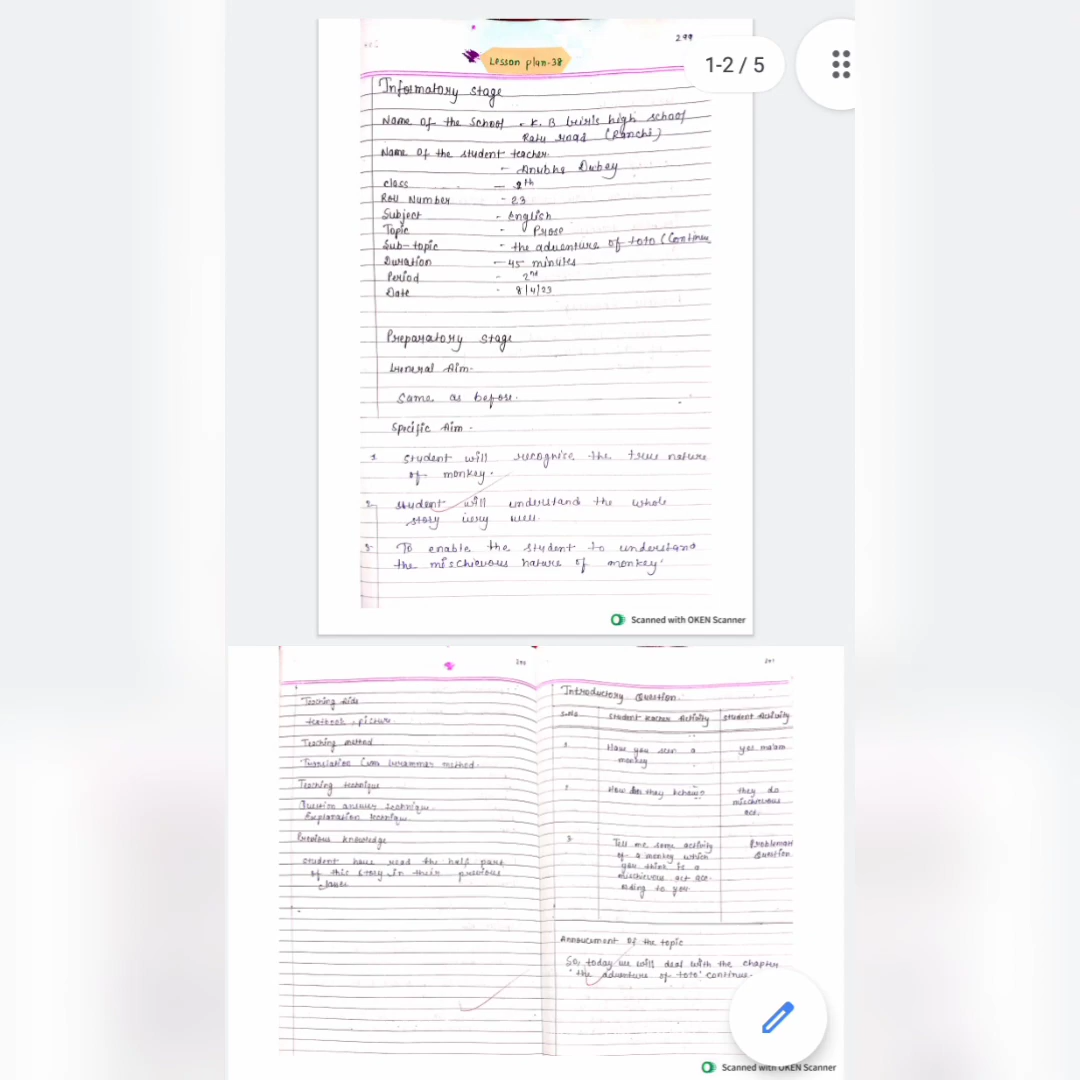 299
1-2 / 5
Lesson plan-38
Informatory stage
Name of the School - K. B Geirls high school
Ratu road (Ranchi)
Name of the student teacher.
- Anubha Dubey
class - 8th
Roll Number - 23
Subject - English
Topic - Prose
Sub-topic - the adventure of toto (Continue
Duration - 45 minutes
Period - 2nd
Date - 8/4/23
Preparatory stage
General Aim-
Same as before.
Specific Aim -
1 Student will recognise the true nature
of monkey.
2 student will understand the whole
story very well.
3 To enable the student to understand
the mischievous nature of monkey.
Scanned with OKEN Scanner
Teaching Aids
textbook, picture.
Teaching method
Translation Cum Grammar method.
Teaching technique
Question answer technique.
Explanation technique.
Previous knowledge
Student have read the half part
of this story in their previous
classes
Introductory Question.
S.No Student teacher Activity Student Activity
1 Have you seen a yes ma'am
monkey
2 How do they behave? they do
mischievous
act.
3 Tell me some activity Problematic
of a monkey which Question
you think is a
mischievous act acc-
ording to you
Annoucement of the topic
So, today we will deal with the chapter
'the adventure of toto' continue.
Scanned with OKEN Scanner